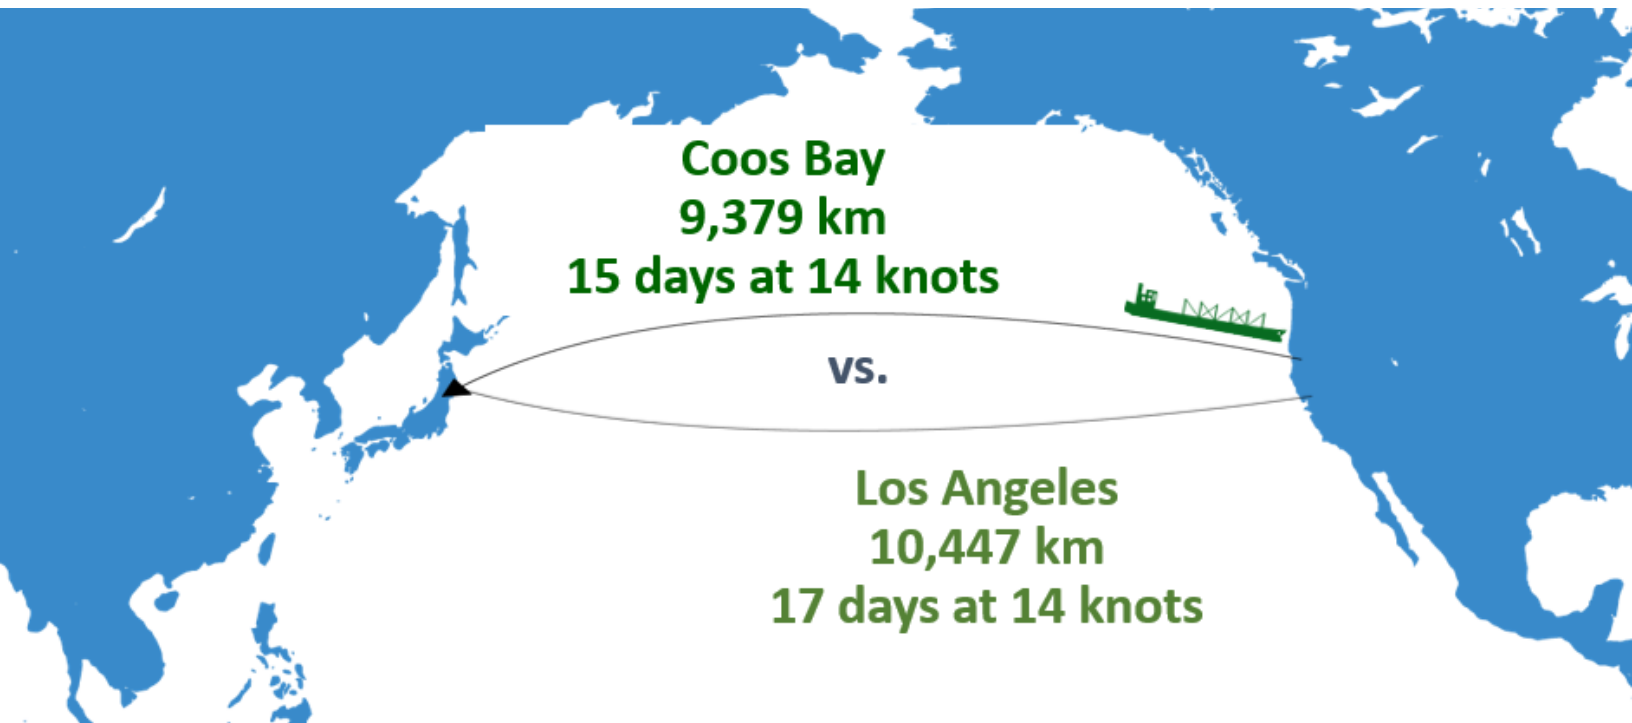 Coos Bay
9,379 km
15 days at 14 knots
vs.
Los Angeles
10,447 km
17 days at 14 knots